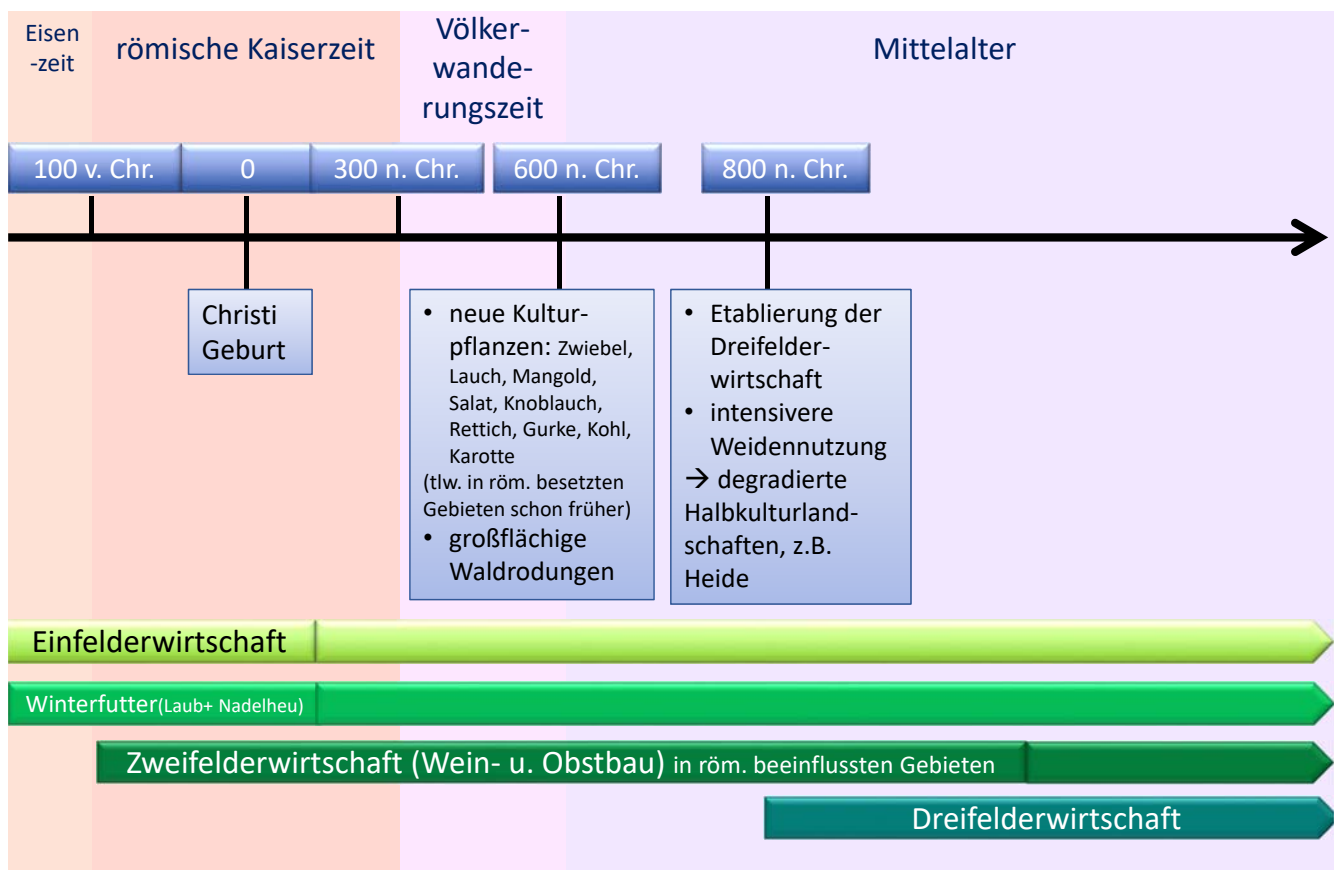 Eisen
-zeit
römische Kaiserzeit
Völker-
wande-
rungszeit
Mittelalter
100 v. Chr.
0
300 n. Chr.
600 n. Chr.
800 n. Chr.
Christi
Geburt
• neue Kultur-
pflanzen: Zwiebel,
Lauch, Mangold,
Salat, Knoblauch,
Rettich, Gurke, Kohl,
Karotte
(tlw. in röm. besetzten
Gebieten schon früher)
• großflächige
Waldrodungen
• Etablierung der
Dreifelder-
wirtschaft
• intensivere
Weidennutzung
→ degradierte
Halbkulturland-
schaften, z.B.
Heide
Einfelderwirtschaft
Winterfutter(Laub+ Nadelheu)
Zweifelderwirtschaft (Wein- u. Obstbau) in röm. beeinflussten Gebieten
Dreifelderwirtschaft